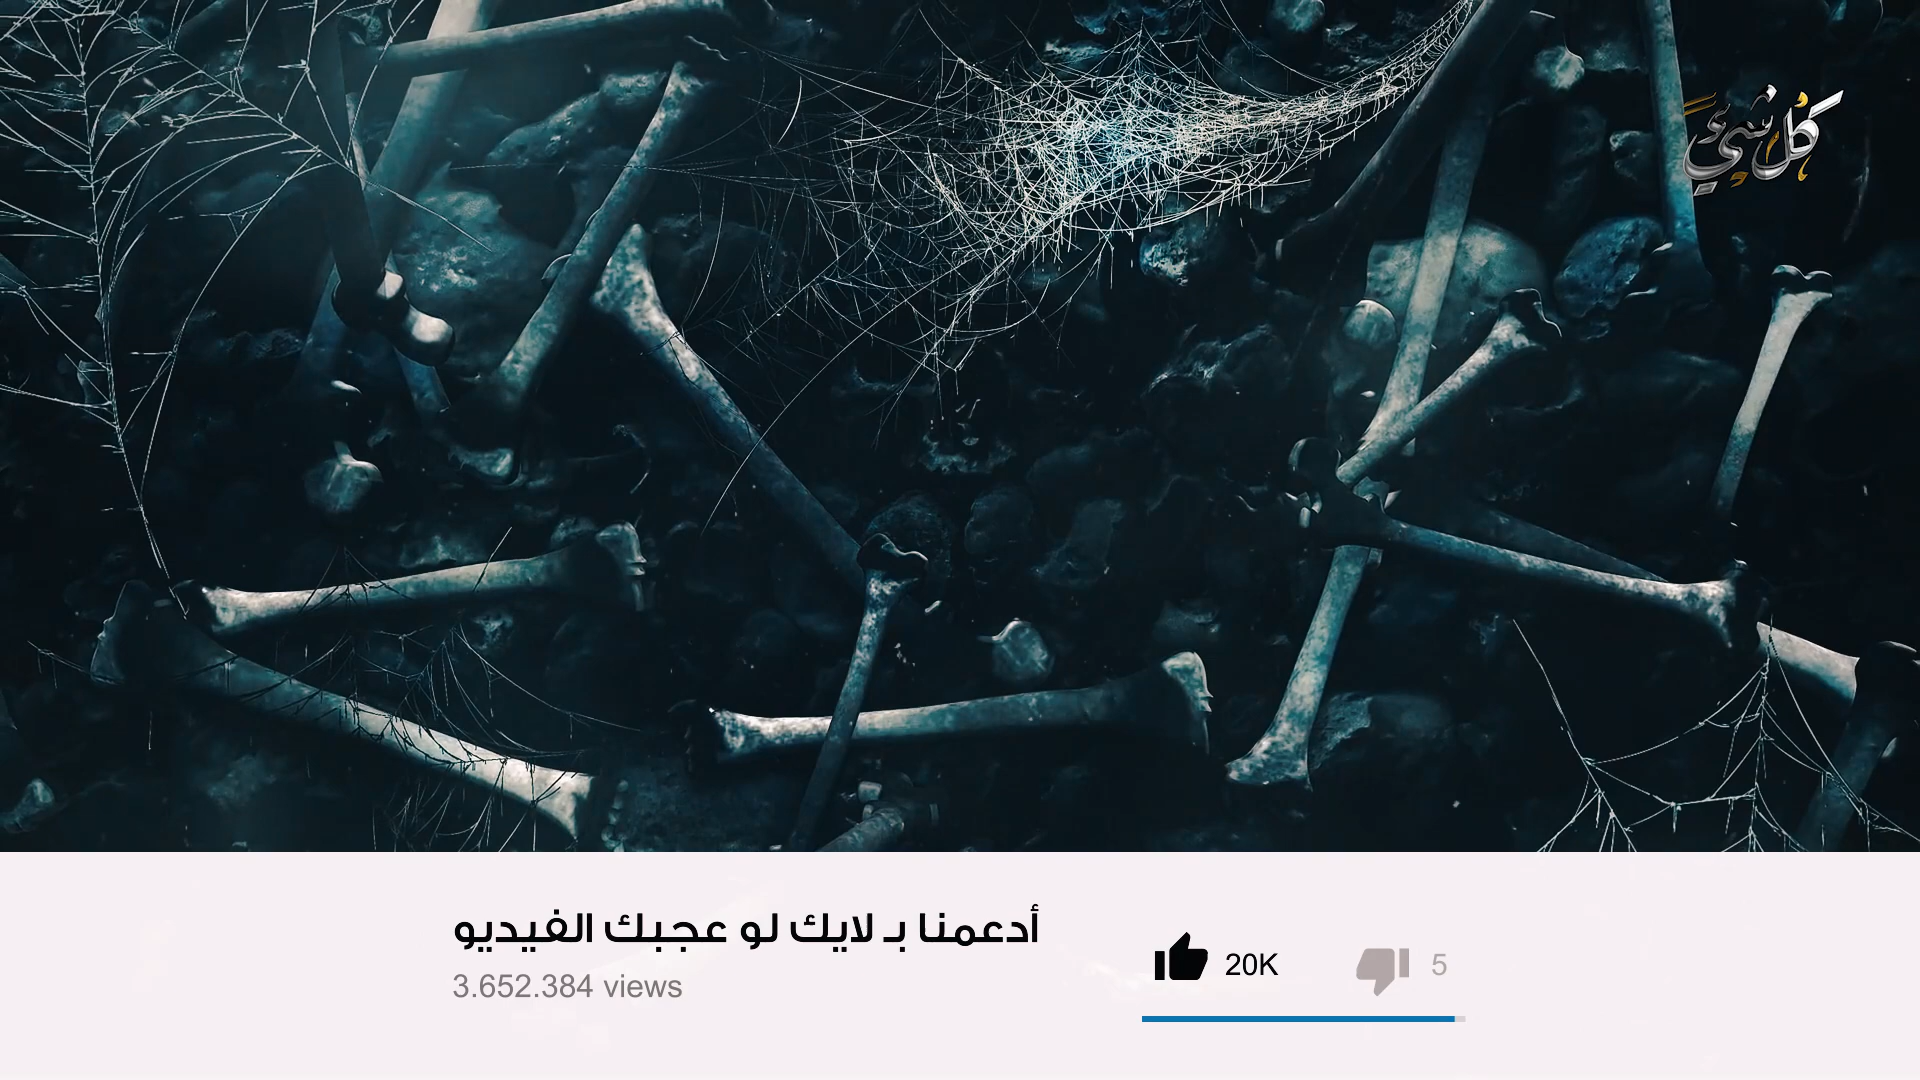 كل شيء
أدعمنا بـ لايك لو عجبك الفيديو
3.652.384 views
20K
5